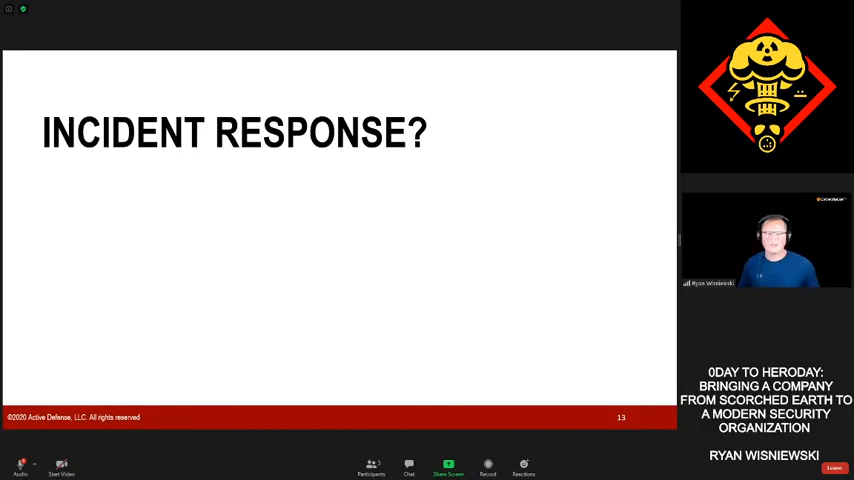 INCIDENT RESPONSE?
©2020 Active Defense, LLC. All rights reserved
13
Ryan Wisniewski
0DAY TO HERODAY:
BRINGING A COMPANY
FROM SCORCHED EARTH TO
A MODERN SECURITY
ORGANIZATION
RYAN WISNIEWSKI
Audio
Start Video
3
Participants
Chat
Share Screen
Record
Reactions
Leave